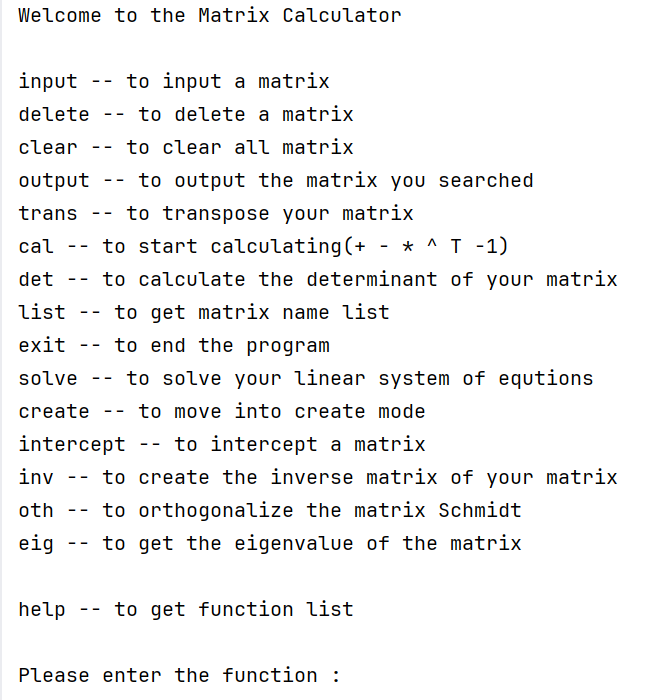 Welcome to the Matrix Calculator
input -- to input a matrix
delete -- to delete a matrix
clear -- to clear all matrix
output -- to output the matrix you searched
trans -- to transpose your matrix
cal -- to start calculating(+ - * ^ T -1)
det -- to calculate the determinant of your matrix
list -- to get matrix name list
exit -- to end the program
solve -- to solve your linear system of equtions
create -- to move into create mode
intercept -- to intercept a matrix
inv -- to create the inverse matrix of your matrix
oth -- to orthogonalize the matrix Schmidt
eig -- to get the eigenvalue of the matrix
help -- to get function list
Please enter the function :